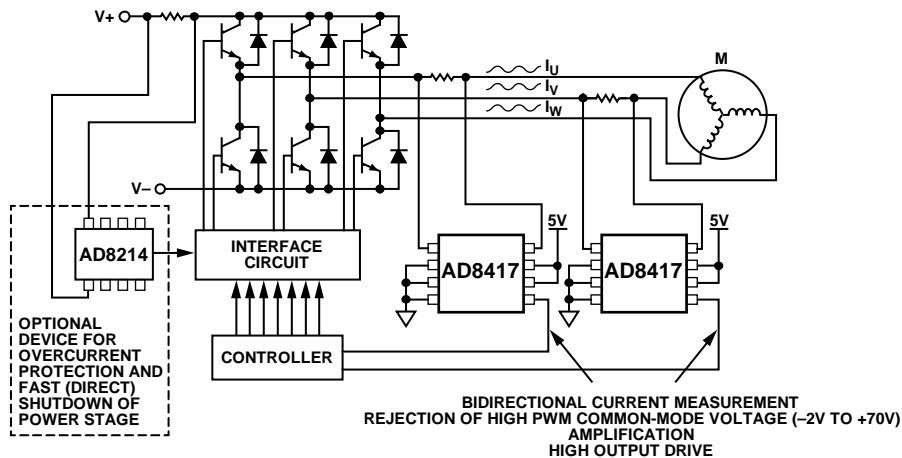 V+
M
IU
IV
IW
V–
5V
5V
AD8214
INTERFACE
CIRCUIT
AD8417
AD8417
OPTIONAL
DEVICE FOR
OVERCURRENT
PROTECTION AND
FAST (DIRECT)
SHUTDOWN OF
POWER STAGE
CONTROLLER
BIDIRECTIONAL CURRENT MEASUREMENT
REJECTION OF HIGH PWM COMMON-MODE VOLTAGE (–2V TO +70V)
AMPLIFICATION
HIGH OUTPUT DRIVE